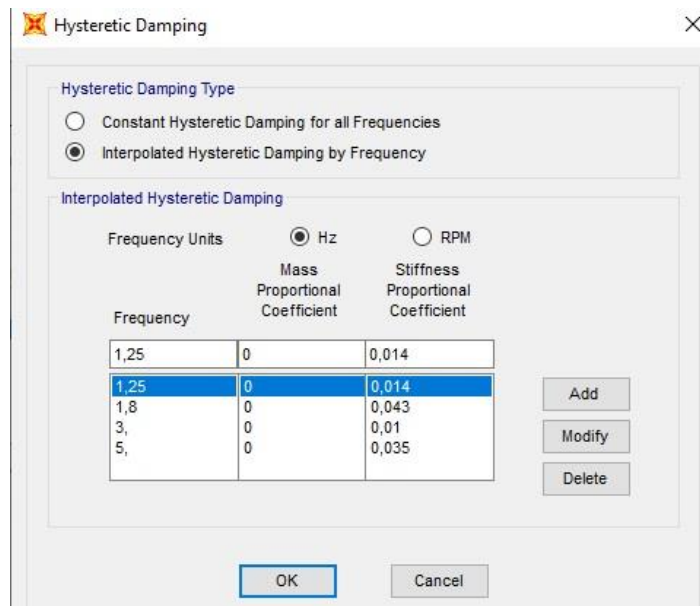 Hysteretic Damping
Hysteretic Damping Type
Constant Hysteretic Damping for all Frequencies
Interpolated Hysteretic Damping by Frequency
Interpolated Hysteretic Damping
Frequency Units Hz RPM
Frequency
Mass
Proportional
Coefficient
Stiffness
Proportional
Coefficient
1,25 0 0,014
1,25 0 0,014
1,8 0 0,043
3, 0 0,01
5, 0 0,035
Add
Modify
Delete
OK Cancel